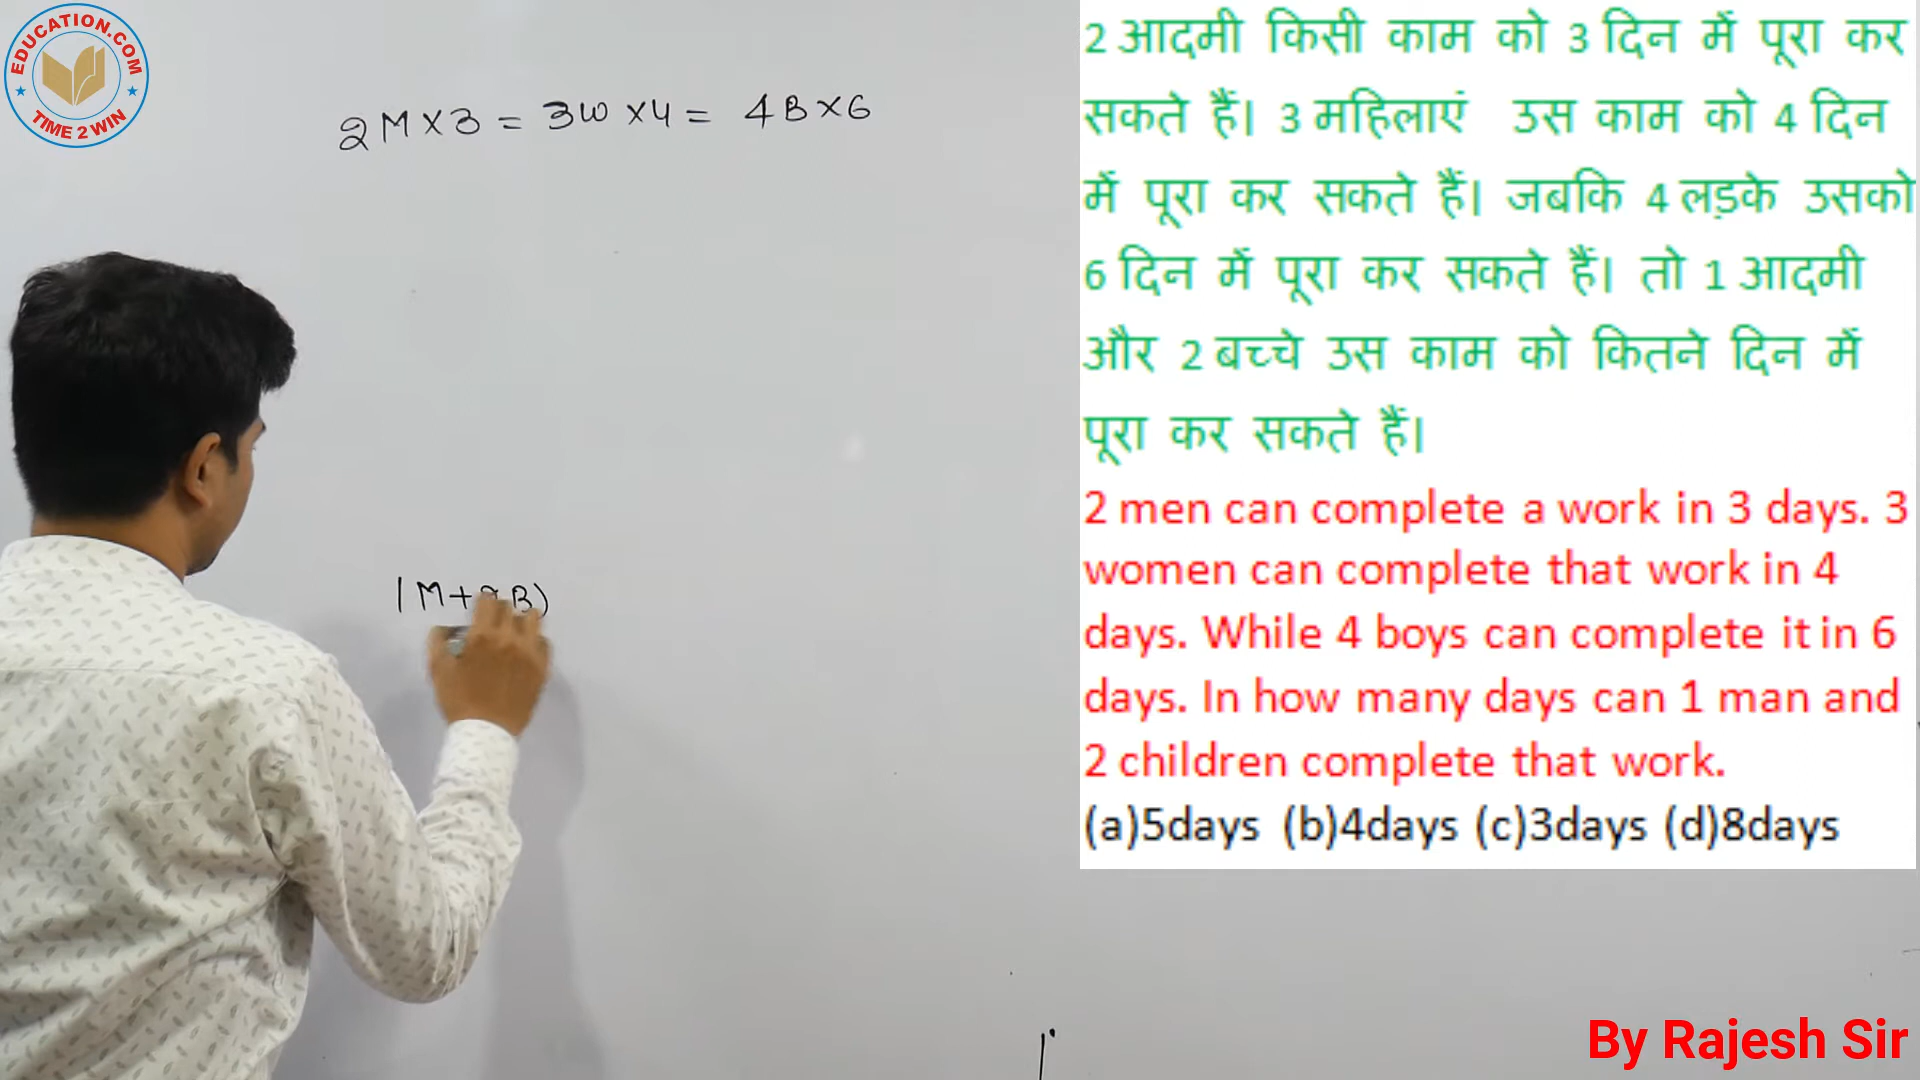 EDUCATION.COM
TIME 2 WIN
2M×3 = 3W×4 = 4B×6
1M+2B)
2 आदमी किसी काम को 3 दिन में पूरा कर
सकते हैं। 3 महिलाएं उस काम को 4 दिन
में पूरा कर सकते हैं। जबकि 4 लड़के उसको
6 दिन में पूरा कर सकते हैं। तो 1 आदमी
और 2 बच्चे उस काम को कितने दिन में
पूरा कर सकते हैं।
2 men can complete a work in 3 days. 3
women can complete that work in 4
days. While 4 boys can complete it in 6
days. In how many days can 1 man and
2 children complete that work.
(a)5days (b)4days (c)3days (d)8days
By Rajesh Sir